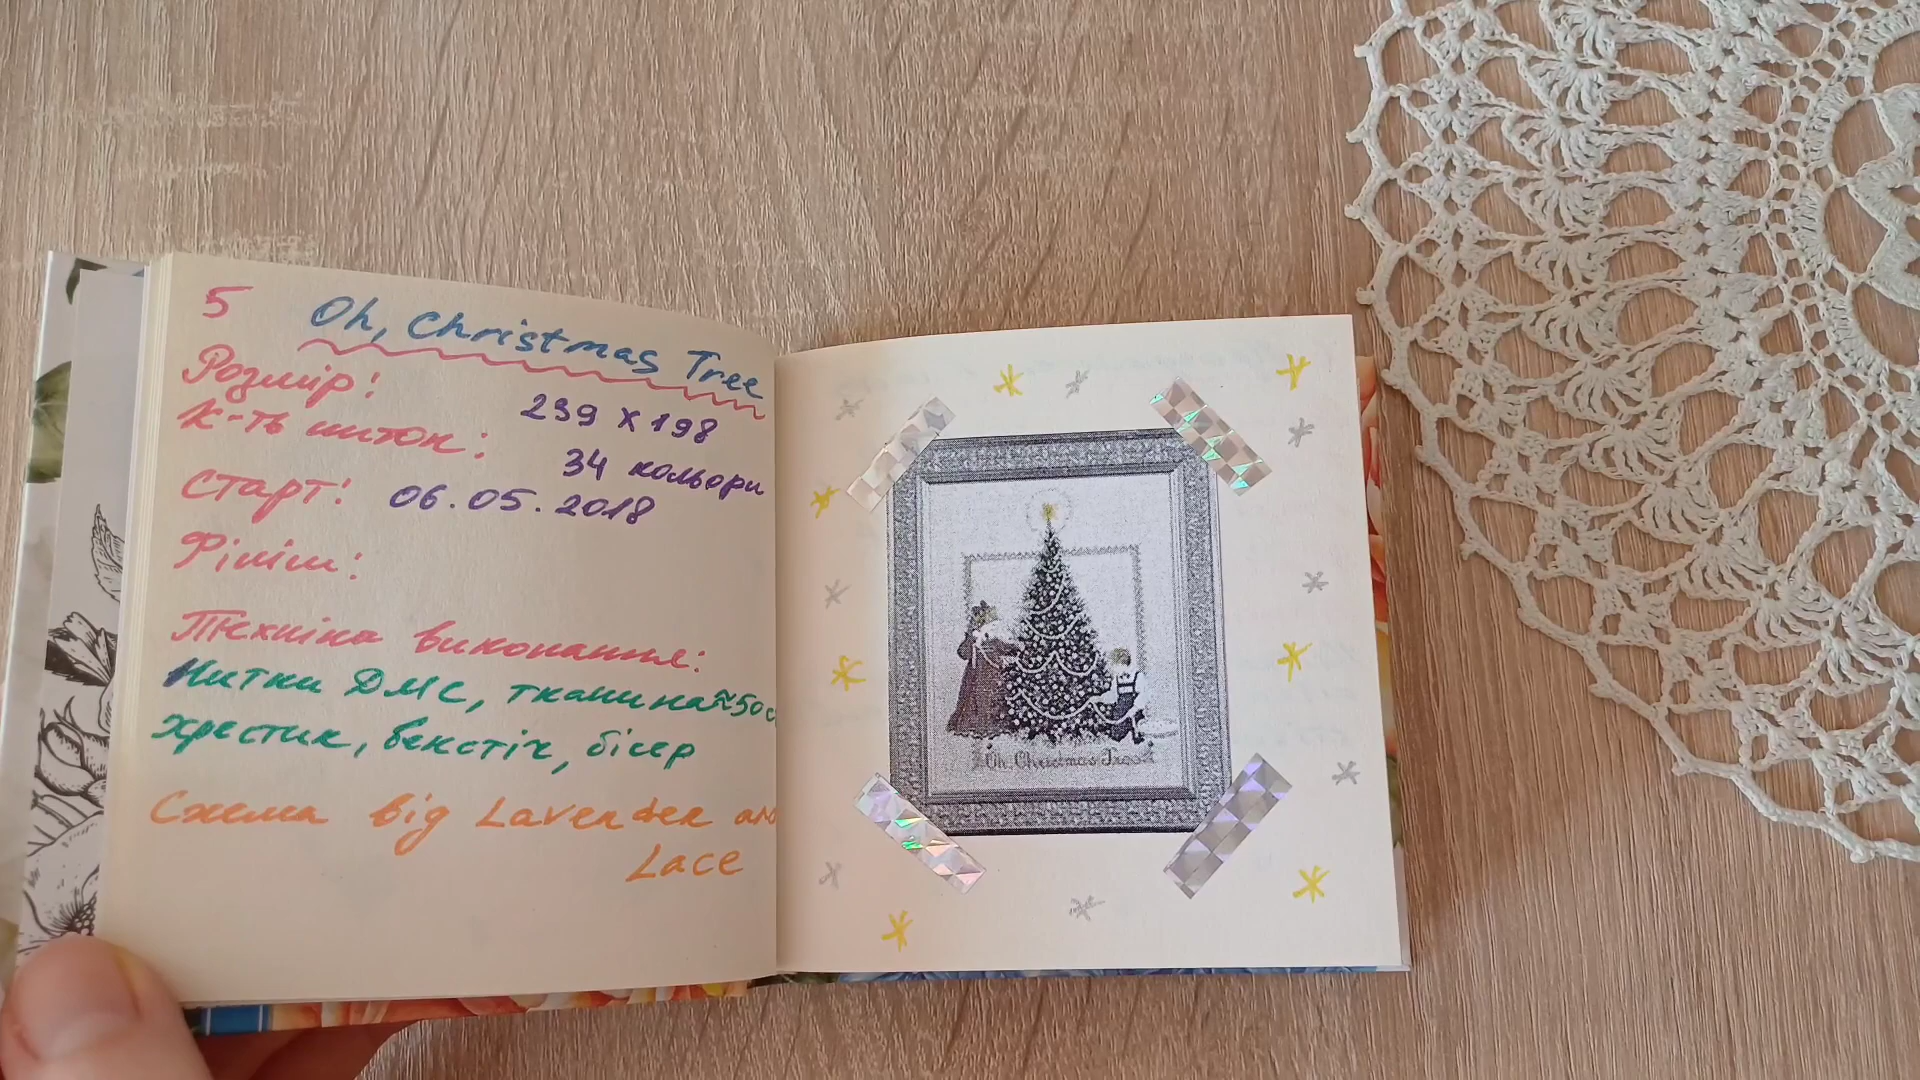 5
Oh, Christmas Tree
Розмір:
239 х 198
К-ть ниток:
34 кольори
Старт: 06.05.2018
Фініш:
Техніка виконання:
Нитки ДМС, тканина ≈50
хрестик, бекстіч, бісер
Схема від Lavender and
Lace
Oh, Christmas Tree